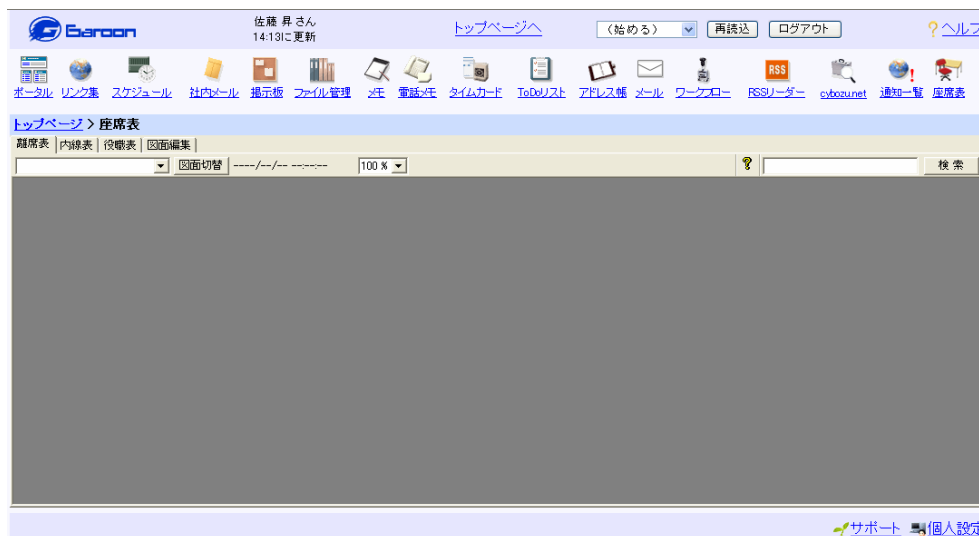 Garoon 佐藤 昇 さん トップページへ (始める) 再読込 ログアウト ? ヘルプ
14:13に更新
ポータル リンク集 スケジュール 社内メール 掲示板 ファイル管理 メモ 電話メモ タイムカード ToDoリスト アドレス帳 メール ワークフロー RSS RSSリーダー cybozu.net 通知一覧 座席表
トップページ > 座席表
離席表 | 内線表 | 役職表 | 図面編集 |
図面切替 ----/--/-- --:--:-- 100 % ? 検 索
サポート 個人設定